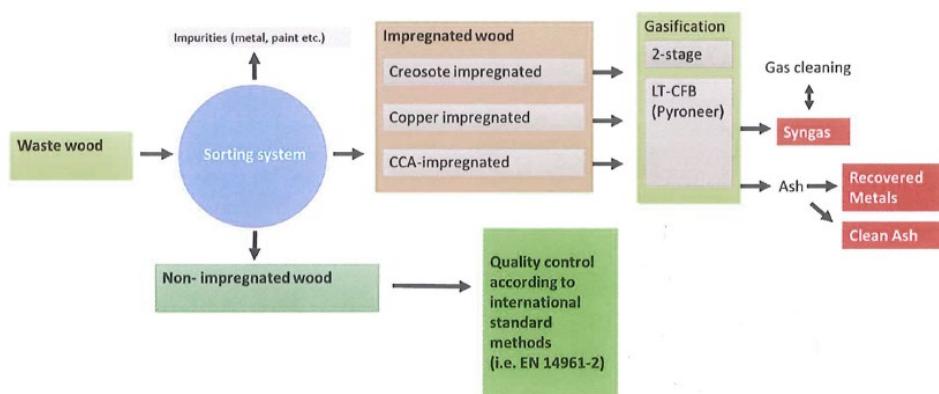 Impurities (metal, paint etc.)
Waste wood
Sorting system
Impregnated wood
Creosote impregnated
Copper impregnated
CCA-impregnated
Gasification
2-stage
LT-CFB
(Pyroneer)
Gas cleaning
Syngas
Ash
Recovered
Metals
Clean Ash
Non- impregnated wood
Quality control
according to
international
standard
methods
(i.e. EN 14961-2)